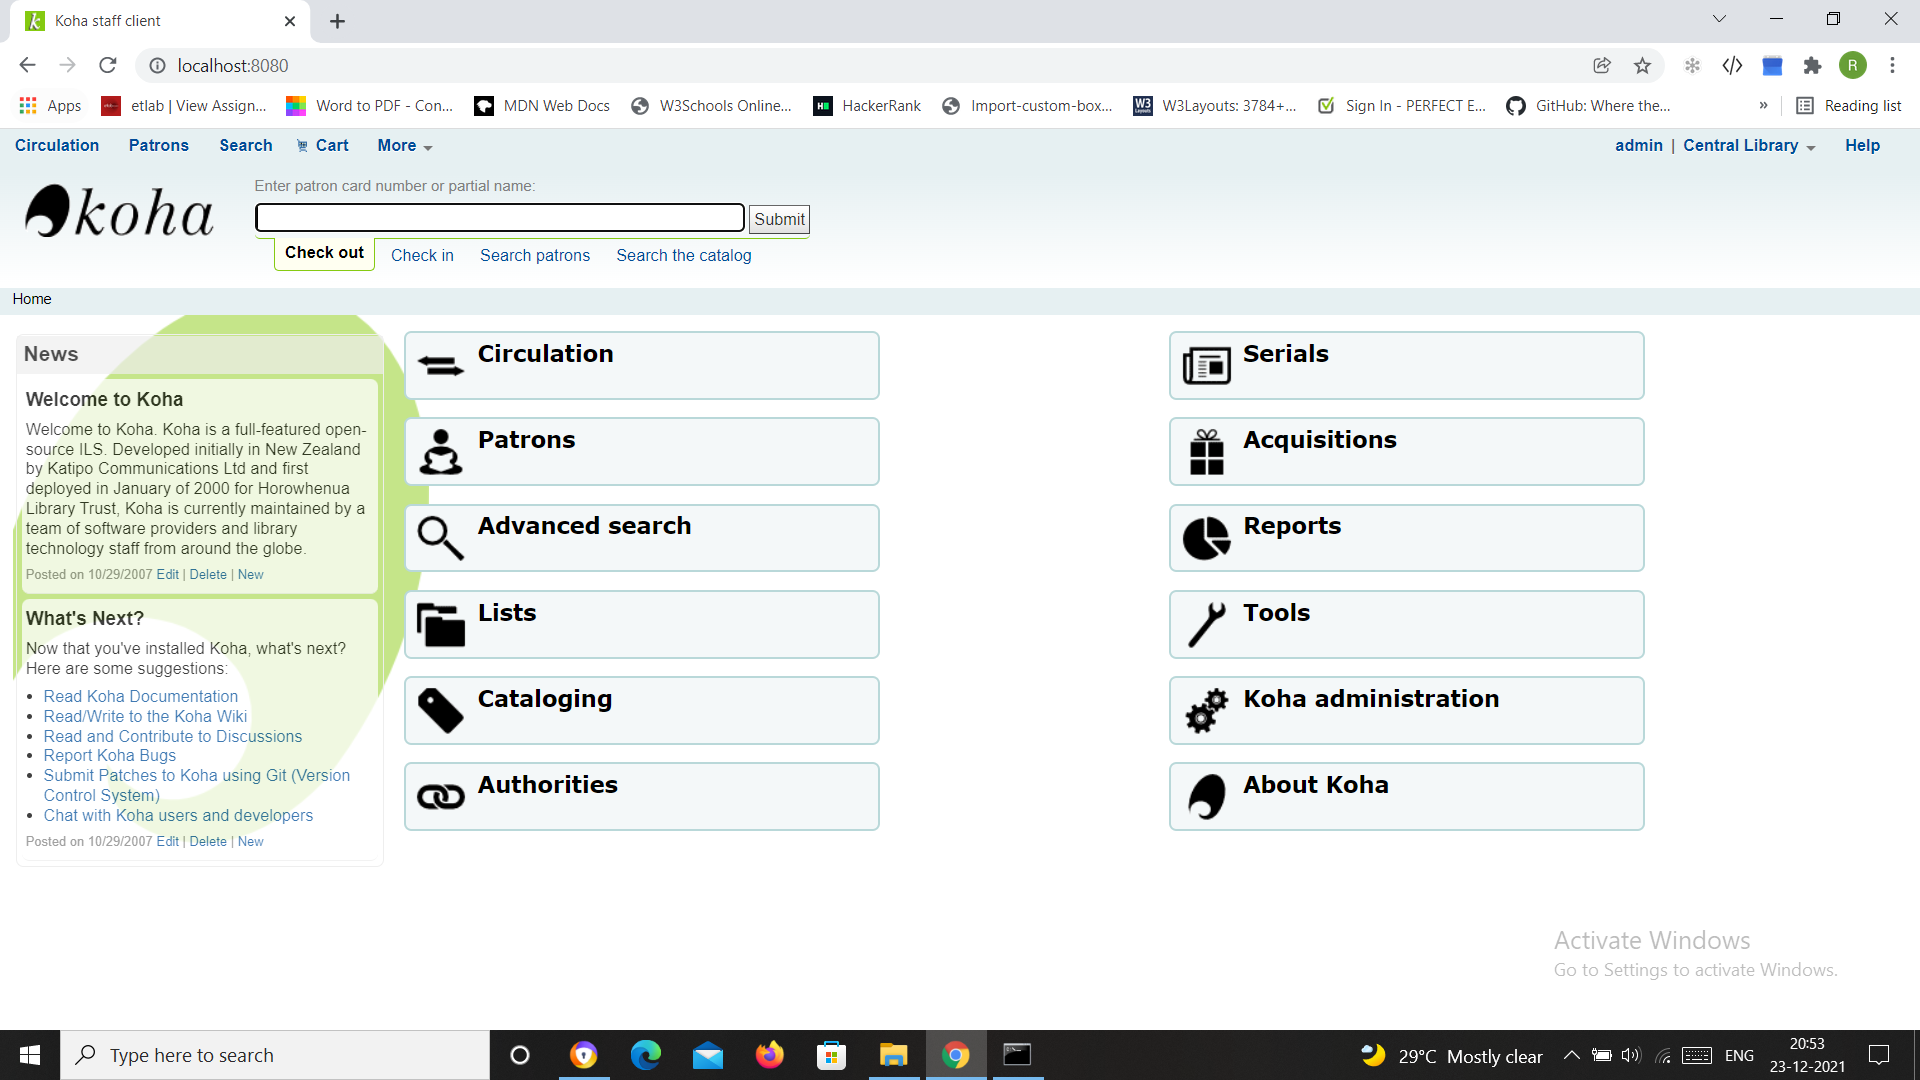 Koha staff client
localhost:8080
R
Apps
etlab | View Assign...
Word to PDF - Con...
MDN Web Docs
W3Schools Online...
HackerRank
Import-custom-box...
W3Layouts: 3784+...
Sign In - PERFECT E...
GitHub: Where the...
»
Reading list
Circulation
Patrons
Search
Cart
More
admin | Central Library
Help
koha
Enter patron card number or partial name:
Submit
Check out
Check in
Search patrons
Search the catalog
Home
News
Welcome to Koha
Welcome to Koha. Koha is a full-featured open-
source ILS. Developed initially in New Zealand
by Katipo Communications Ltd and first
deployed in January of 2000 for Horowhenua
Library Trust, Koha is currently maintained by a
team of software providers and library
technology staff from around the globe.
Posted on 10/29/2007 Edit | Delete | New
What's Next?
Now that you've installed Koha, what's next?
Here are some suggestions:
• Read Koha Documentation
• Read/Write to the Koha Wiki
• Read and Contribute to Discussions
• Report Koha Bugs
• Submit Patches to Koha using Git (Version
Control System)
• Chat with Koha users and developers
Posted on 10/29/2007 Edit | Delete | New
Circulation
Patrons
Advanced search
Lists
Cataloging
Authorities
Serials
Acquisitions
Reports
Tools
Koha administration
About Koha
Activate Windows
Go to Settings to activate Windows.
Type here to search
29°C Mostly clear
ENG
20:53
23-12-2021